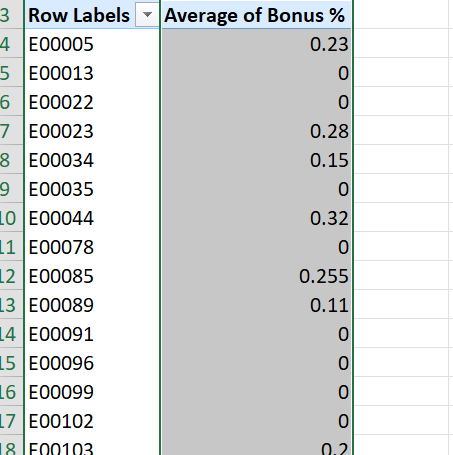 3 Row Labels Average of Bonus %
4 E00005 0.23
5 E00013 0
6 E00022 0
7 E00023 0.28
8 E00034 0.15
9 E00035 0
10 E00044 0.32
11 E00078 0
12 E00085 0.255
13 E00089 0.11
14 E00091 0
15 E00096 0
16 E00099 0
17 E00102 0
18 E00103 0.2